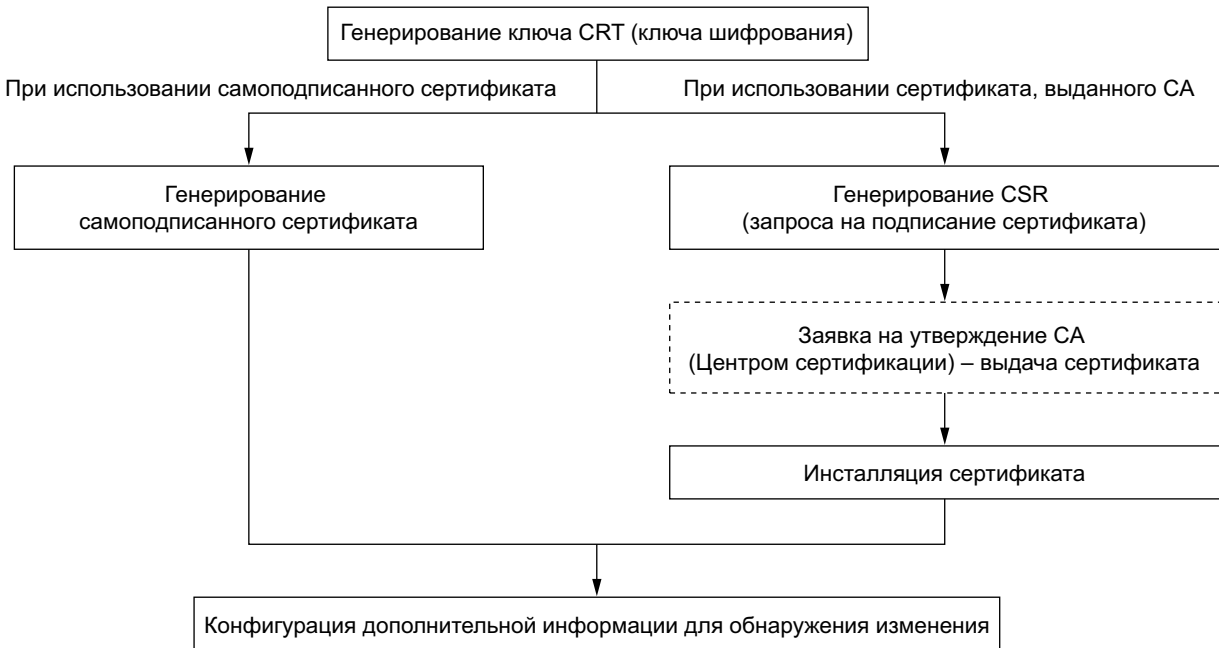 Генерирование ключа CRT (ключа шифрования)
При использовании самоподписанного сертификата
При использовании сертификата, выданного CA
Генерирование
самоподписанного сертификата
Генерирование CSR
(запроса на подписание сертификата)
Заявка на утверждение CA
(Центром сертификации) – выдача сертификата
Инсталляция сертификата
Конфигурация дополнительной информации для обнаружения изменения